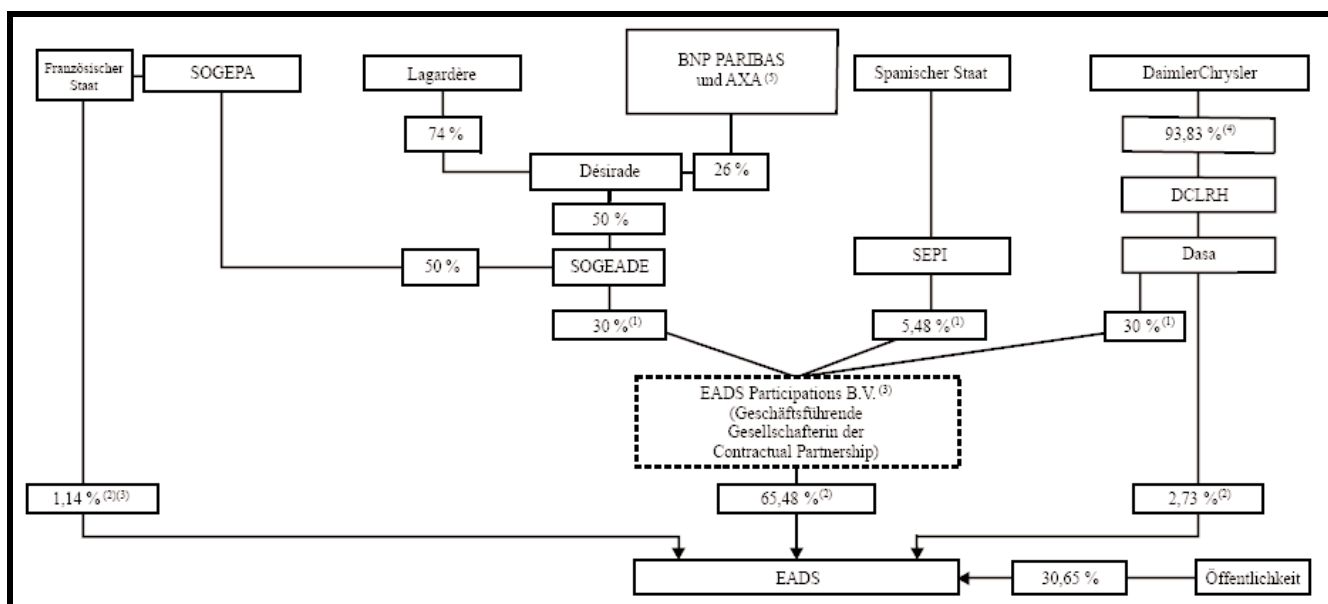 Französischer
Staat
SOGEPA
Lagardère
BNP PARIBAS
und AXA (5)
Spanischer Staat
DaimlerChrysler
74 %
93,83 %(4)
Désirade
26 %
DCLRH
50 %
50 %
SOGEADE
SEPI
Dasa
30 %(1)
5,48 %(1)
30 %(1)
EADS Participations B.V. (3)
(Geschäftsführende
Gesellschafterin der
Contractual Partnership)
1,14 %(2)(3)
65,48 %(2)
2,73 %(2)
EADS
30,65 %
Öffentlichkeit